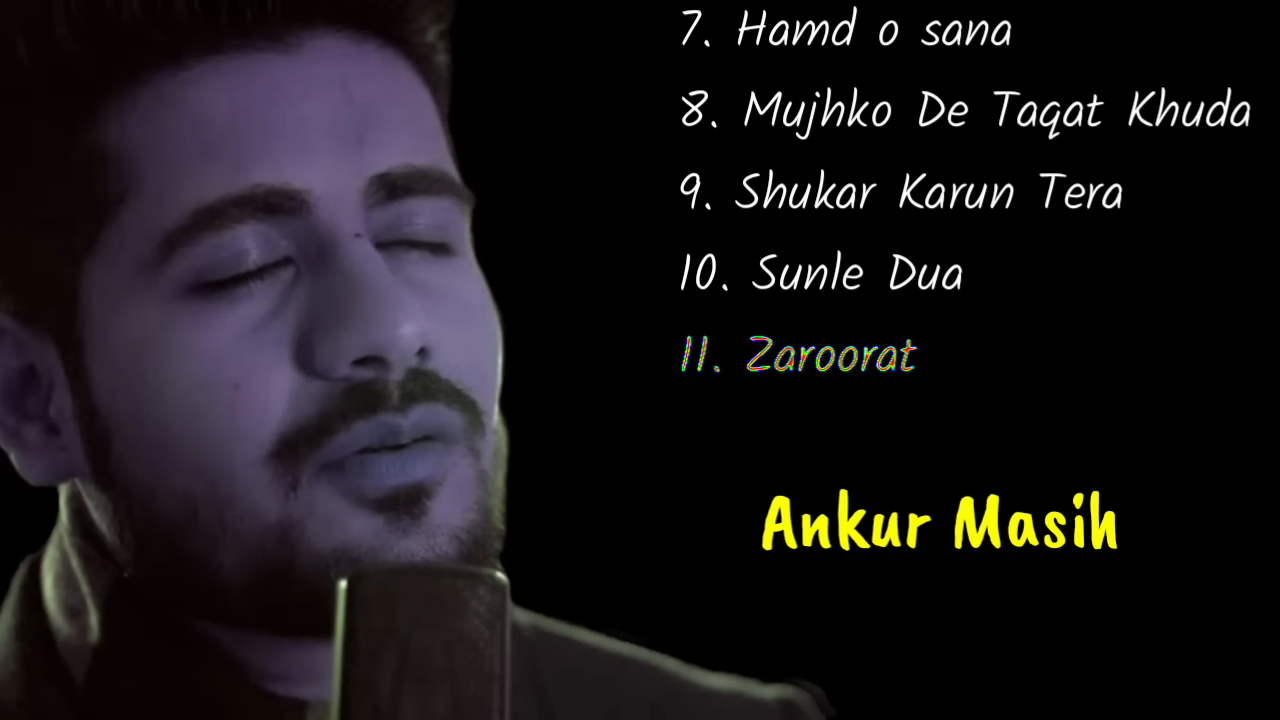 7. Hamd o sana
8. Mujhko De Taqat Khuda
9. Shukar Karun Tera
10. Sunle Dua
11. Zaroorat
Ankur Masih